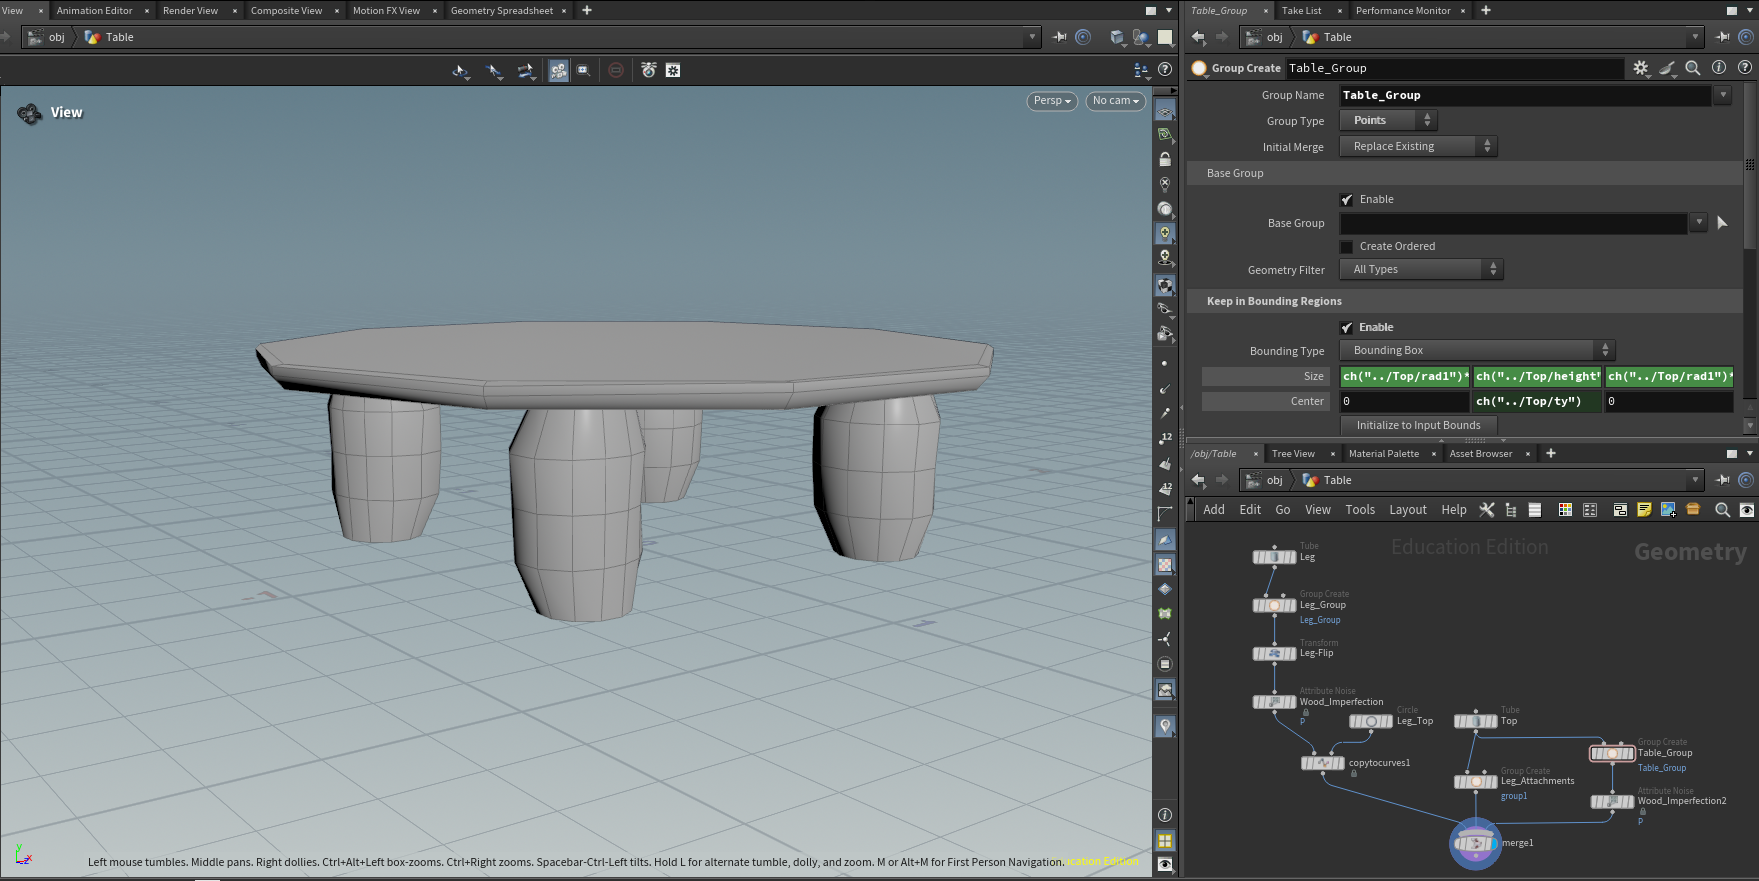 View × Animation Editor × Render View × Composite View × Motion FX View × Geometry Spreadsheet × +
obj Table
View
Persp
No cam
12
12
Left mouse tumbles. Middle pans. Right dollies. Ctrl+Alt+Left box-zooms. Ctrl+Right zooms. Spacebar-Ctrl-Left tilts. Hold L for alternate tumble, dolly, and zoom. M or Alt+M for First Person Navigation.
Education Edition
Table_Group × Take List × Performance Monitor × +
obj Table
Group Create Table_Group
Group Name Table_Group
Group Type Points
Initial Merge Replace Existing
Base Group
Enable
Base Group
Create Ordered
Geometry Filter All Types
Keep in Bounding Regions
Enable
Bounding Type Bounding Box
Size ch("../Top/rad1")* ch("../Top/height" ch("../Top/rad1")*
Center 0 ch("../Top/ty") 0
Initialize to Input Bounds
/obj/Table × Tree View × Material Palette × Asset Browser × +
obj Table
Add Edit Go View Tools Layout Help
Education Edition
Geometry
Tube
Leg
Group Create
Leg_Group
Leg_Group
Transform
Leg-Flip
Attribute Noise
Wood_Imperfection
P
Circle
Leg_Top
copytocurves1
Tube
Top
Group Create
Table_Group
Table_Group
Group Create
Leg_Attachments
group1
Attribute Noise
Wood_Imperfection2
P
merge1